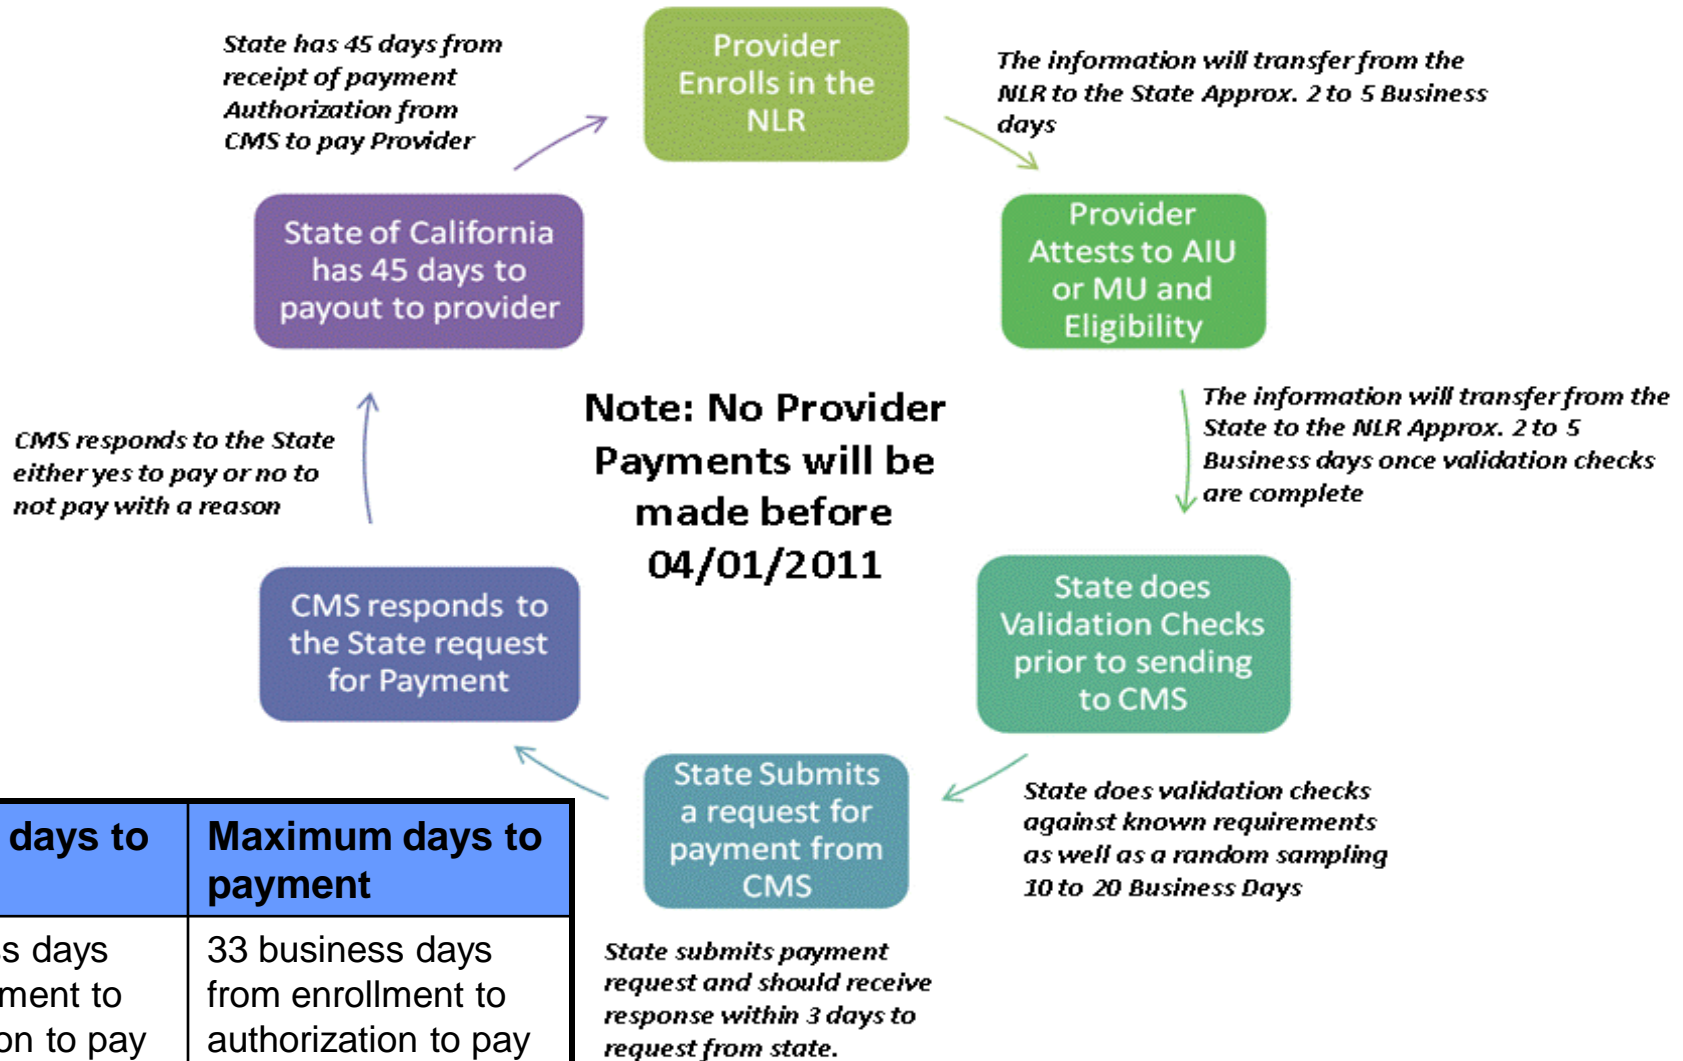 State has 45 days from
receipt of payment
Authorization from
CMS to pay Provider
Provider
Enrolls in the
NLR
The information will transfer from the
NLR to the State Approx. 2 to 5 Business
days
State of California
has 45 days to
payout to provider
Provider
Attests to AIU
or MU and
Eligibility
Note: No Provider
Payments will be
made before
04/01/2011
The information will transfer from the
State to the NLR Approx. 2 to 5
Business days once validation checks
are complete
CMS responds to the State
either yes to pay or no to
not pay with a reason
CMS responds to
the State request
for Payment
State does
Validation Checks
prior to sending
to CMS
State Submits
a request for
payment from
CMS
State does validation checks
against known requirements
as well as a random sampling
10 to 20 Business Days
State submits payment
request and should receive
response within 3 days to
request from state.
days to
Maximum days to
payment
days
to
to pay
33 business days
from enrollment to
authorization to pay